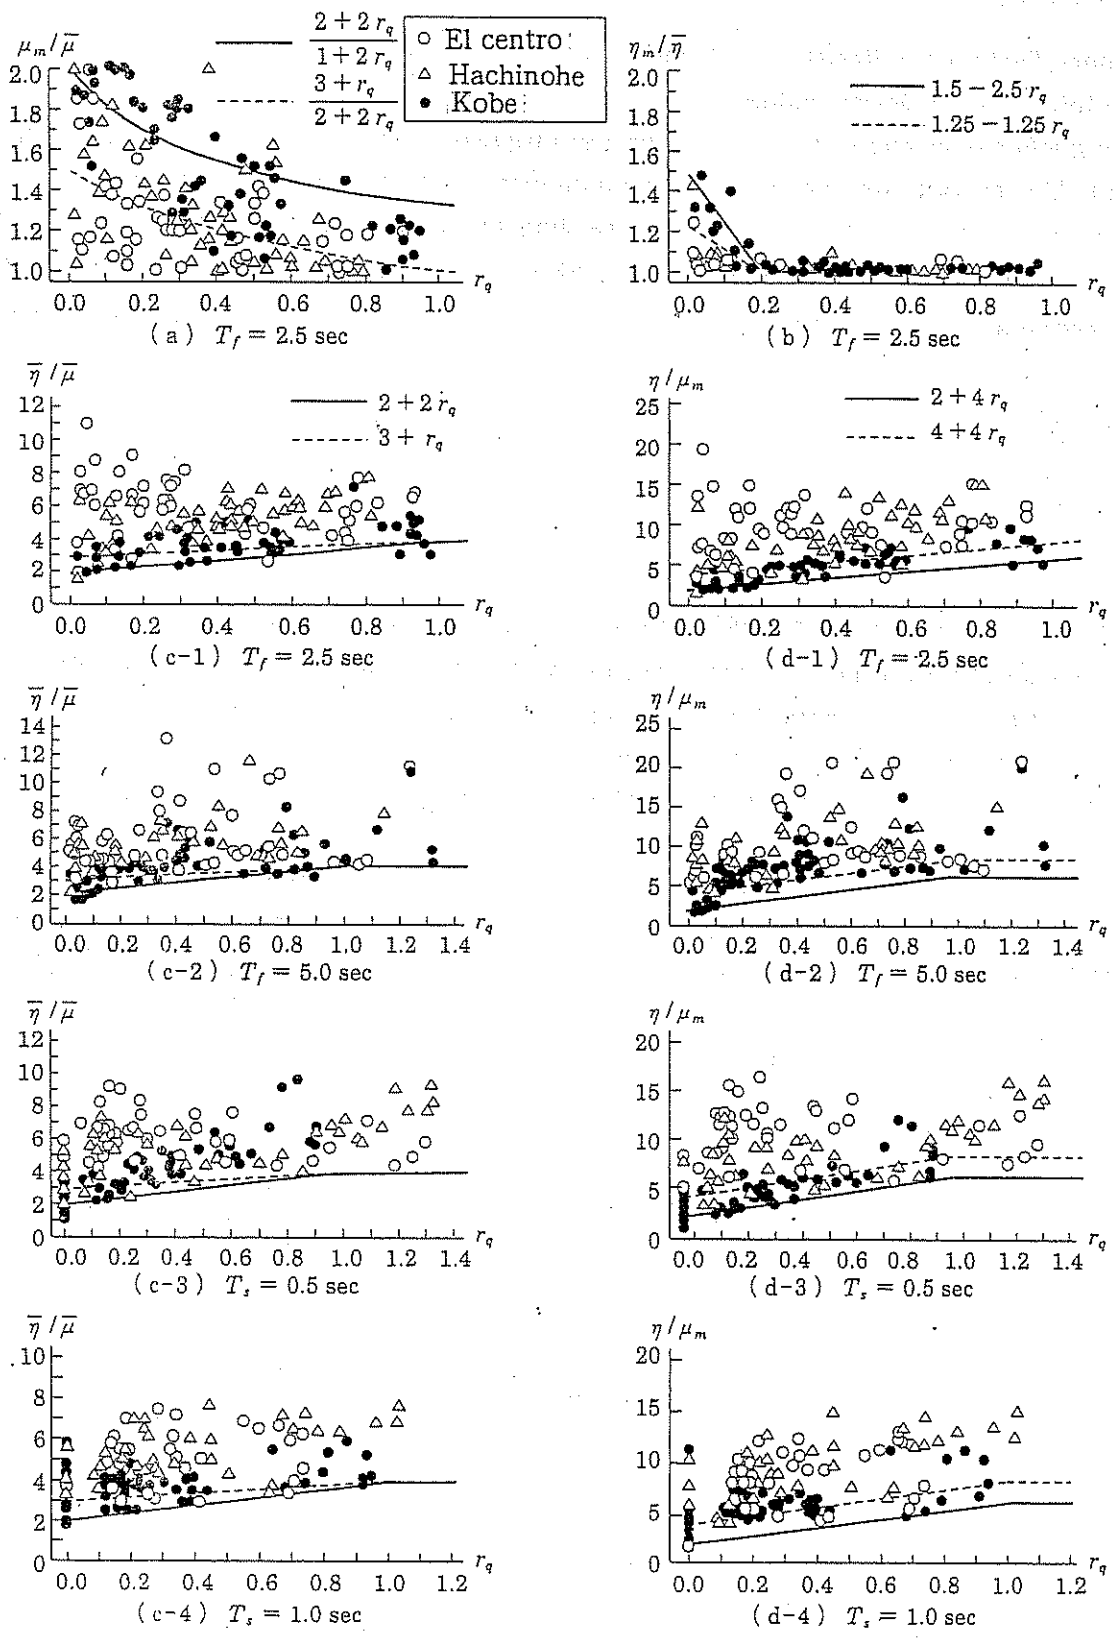 μm/μ̅
2 + 2 rq
1 + 2 rq
3 + rq
2 + 2 rq
○ El centro
△ Hachinohe
● Kobe
2.0
1.8
1.6
1.4
1.2
1.0
0.0 0.2 0.4 0.6 0.8 1.0 rq
(a) Tf = 2.5 sec
ηm/η̅
1.5 − 2.5 rq
1.25 − 1.25 rq
2.0
1.8
1.6
1.4
1.2
1.0
0.0 0.2 0.4 0.6 0.8 1.0 rq
(b) Tf = 2.5 sec
η̅/μ̅
2 + 2 rq
3 + rq
12
10
8
6
4
2
0
0.0 0.2 0.4 0.6 0.8 1.0 rq
(c-1) Tf = 2.5 sec
η/μm
2 + 4 rq
4 + 4 rq
25
20
15
10
5
0
0.0 0.2 0.4 0.6 0.8 1.0 rq
(d-1) Tf = 2.5 sec
η̅/μ̅
14
12
10
8
6
4
2
0
0.0 0.2 0.4 0.6 0.8 1.0 1.2 1.4 rq
(c-2) Tf = 5.0 sec
η/μm
25
20
15
10
5
0
0.0 0.2 0.4 0.6 0.8 1.0 1.2 1.4 rq
(d-2) Tf = 5.0 sec
η̅/μ̅
12
10
8
6
4
2
0
0.0 0.2 0.4 0.6 0.8 1.0 1.2 1.4 rq
(c-3) Ts = 0.5 sec
η/μm
20
15
10
5
0
0.0 0.2 0.4 0.6 0.8 1.0 1.2 1.4 rq
(d-3) Ts = 0.5 sec
η̅/μ̅
10
8
6
4
2
0
0.0 0.2 0.4 0.6 0.8 1.0 1.2 rq
(c-4) Ts = 1.0 sec
η/μm
20
15
10
5
0
0.0 0.2 0.4 0.6 0.8 1.0 1.2 rq
(d-4) Ts = 1.0 sec